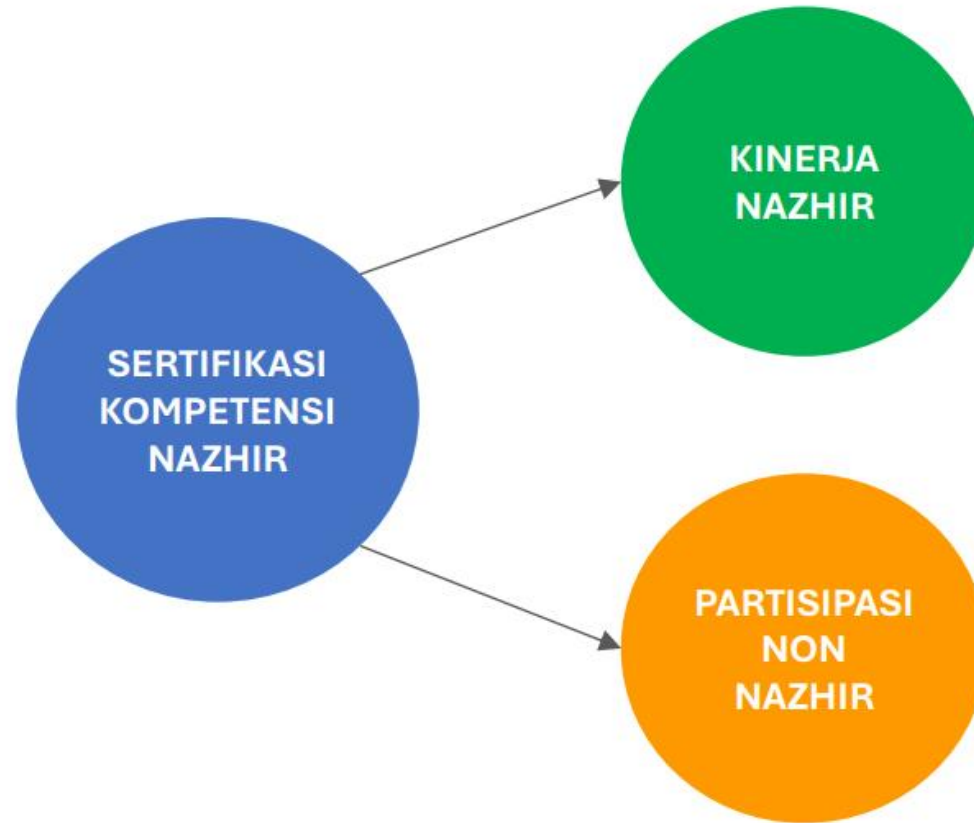 KINERJA
NAZHIR
SERTIFIKASI
KOMPETENSI
NAZHIR
PARTISIPASI
NON
NAZHIR